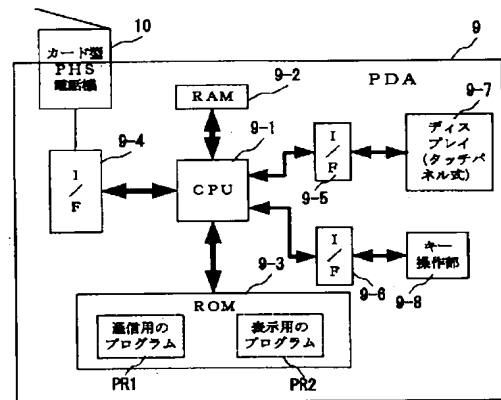 10
カード型
PHS
電話機
9
PDA
9-2
RAM
9-7
ディス
プレイ
(タッチパ
ネル式)
9-4
I/F
9-1
CPU
I/F
9-5
I/F
9-6
キー
操作部
9-8
9-3
ROM
通信用の
プログラム
表示用の
プログラム
PR1
PR2